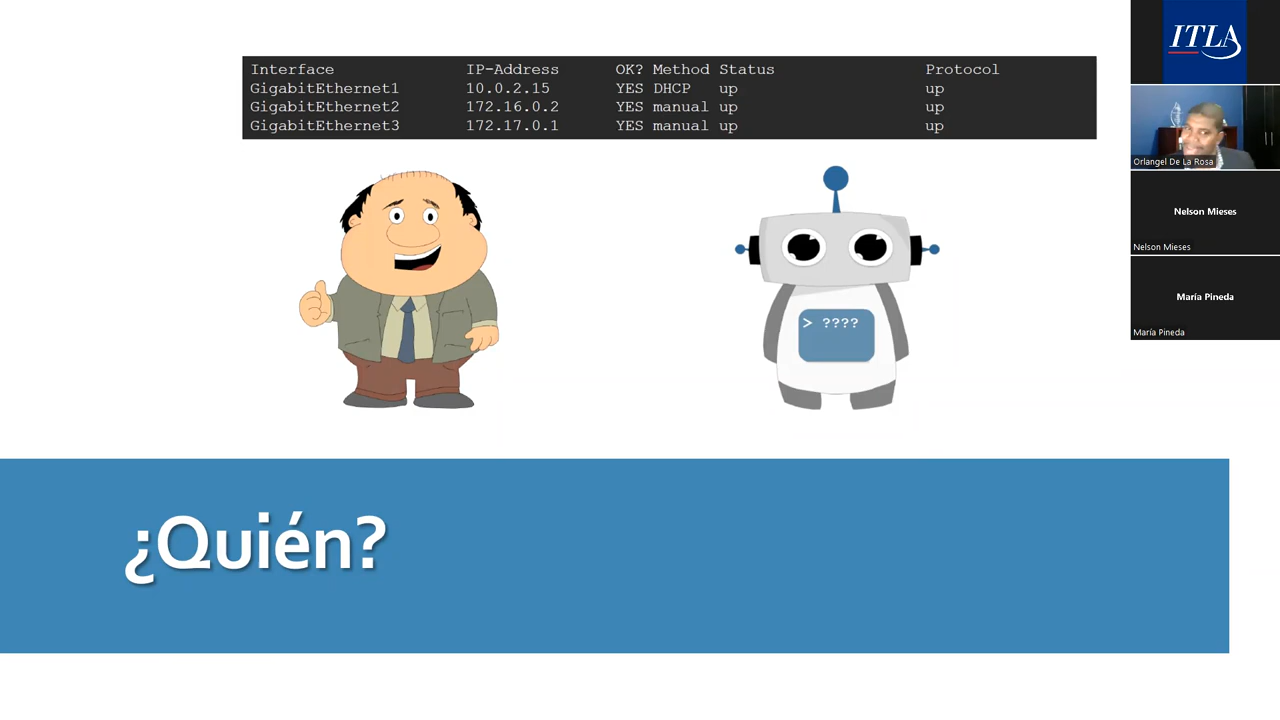 Interface IP-Address OK? Method Status Protocol
GigabitEthernet1 10.0.2.15 YES DHCP up up
GigabitEthernet2 172.16.0.2 YES manual up up
GigabitEthernet3 172.17.0.1 YES manual up up
> ????
¿Quién?
ITLA
Orlangel De La Rosa
Nelson Mieses
Nelson Mieses
María Pineda
María Pineda